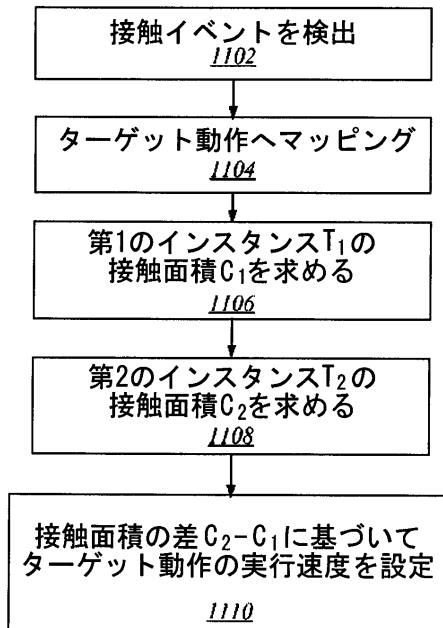 接触イベントを検出
1102
ターゲット動作へマッピング
1104
第1のインスタンスT₁の
接触面積C₁を求める
1106
第2のインスタンスT₂の
接触面積C₂を求める
1108
接触面積の差C₂−C₁に基づいて
ターゲット動作の実行速度を設定
1110